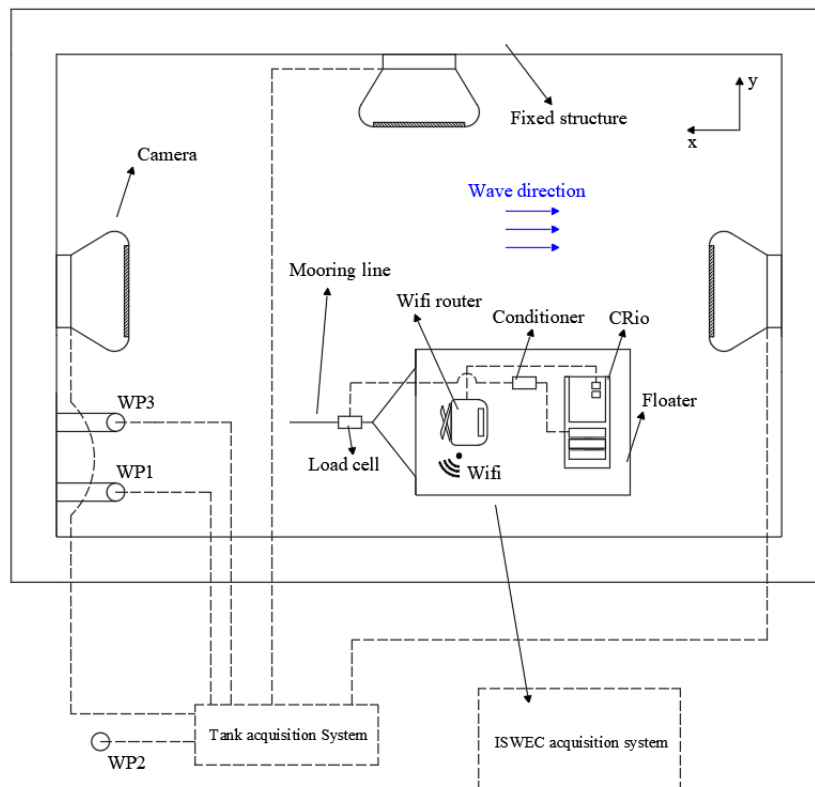 y
Fixed structure
x
Camera
Wave direction
Mooring line
Wifi router
Conditioner
CRio
WP3
Floater
Load cell
Wifi
WP1
Tank acquisition System
ISWEC acquisition system
WP2